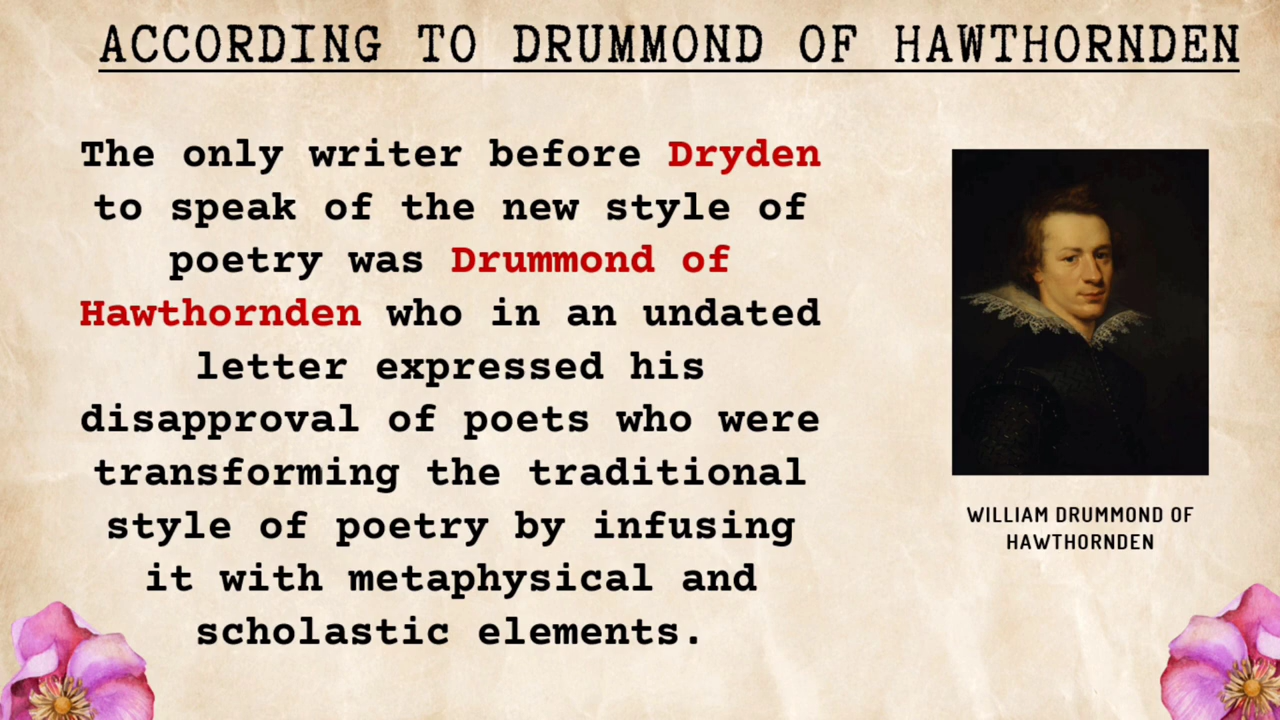 ACCORDING TO DRUMMOND OF HAWTHORNDEN
The only writer before Dryden
to speak of the new style of
poetry was Drummond of
Hawthornden who in an undated
letter expressed his
disapproval of poets who were
transforming the traditional
style of poetry by infusing
it with metaphysical and
scholastic elements.
WILLIAM DRUMMOND OF
HAWTHORNDEN